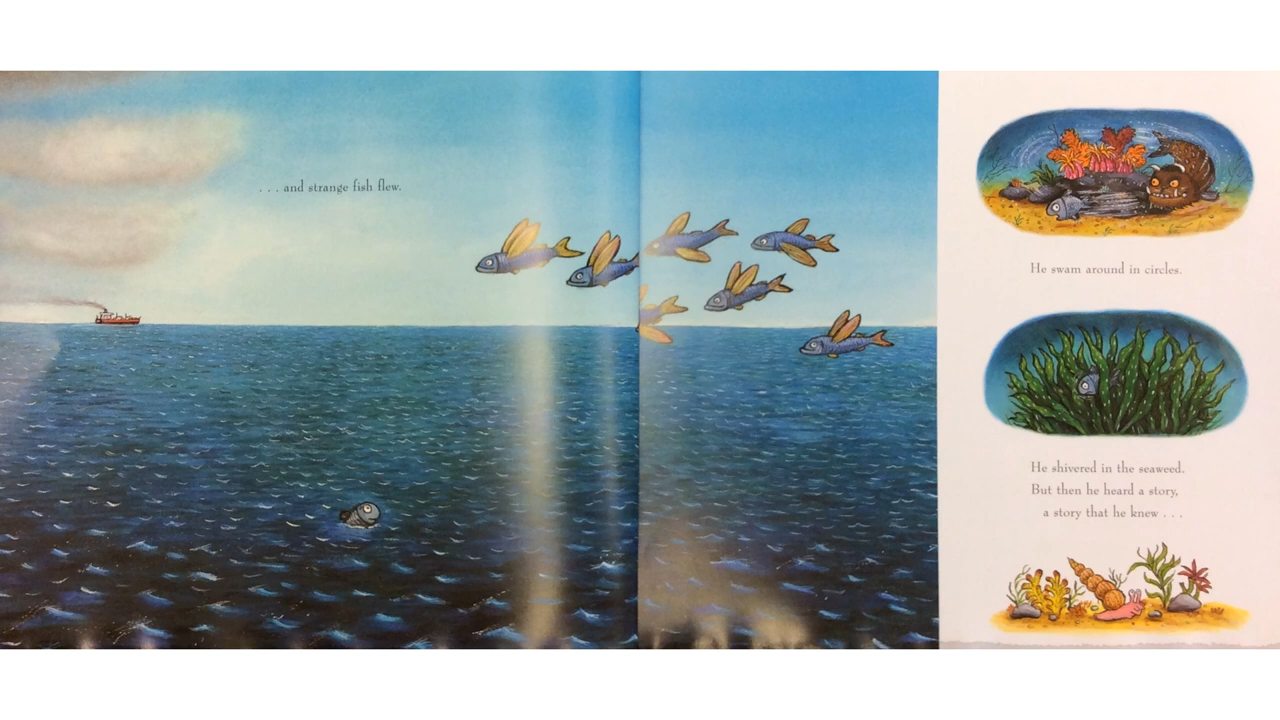 . . . and strange fish flew.
He swam around in circles.
He shivered in the seaweed.
But then he heard a story,
a story that he knew . . .